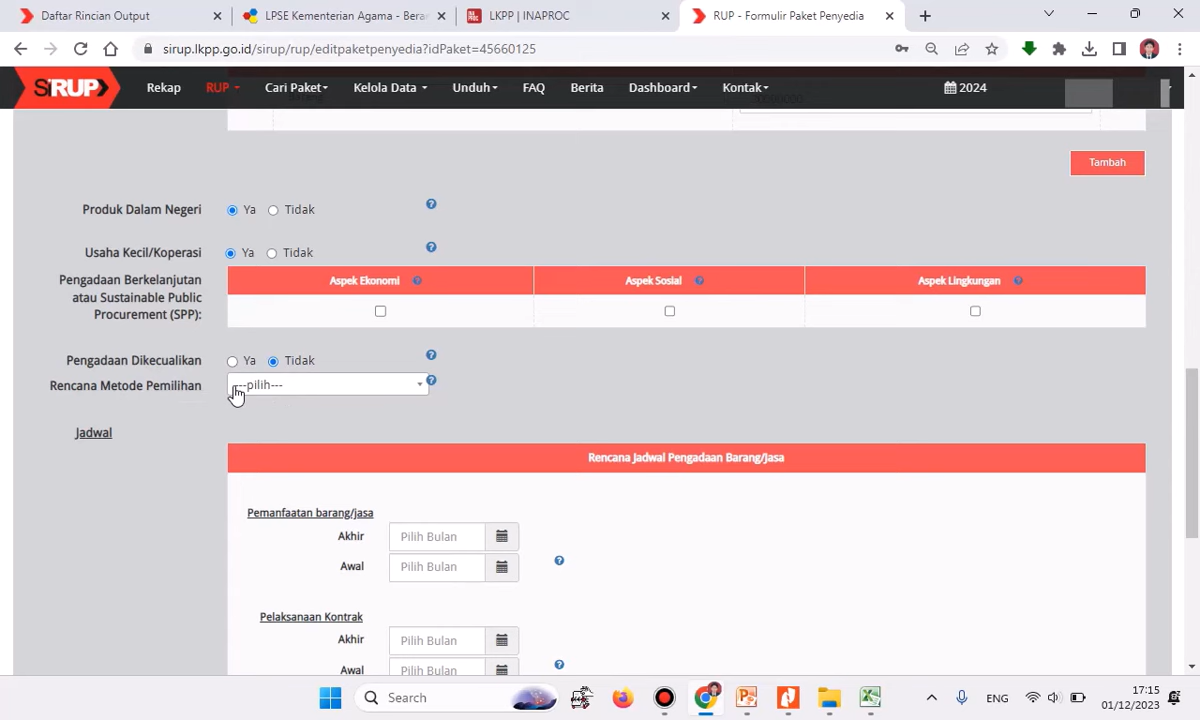 Daftar Rincian Output
LPSE Kementerian Agama - Bera
LKPP | INAPROC
RUP - Formulir Paket Penyedia
sirup.lkpp.go.id/sirup/rup/editpaketpenyedia?idPaket=45660125
SiRUP Rekap RUP Cari Paket Kelola Data Unduh FAQ Berita Dashboard Kontak 2024
Tambah
Produk Dalam Negeri Ya Tidak
Usaha Kecil/Koperasi Ya Tidak
Pengadaan Berkelanjutan
atau Sustainable Public
Procurement (SPP):
Aspek Ekonomi Aspek Sosial Aspek Lingkungan
Pengadaan Dikecualikan Ya Tidak
Rencana Metode Pemilihan ---pilih---
Jadwal
Rencana Jadwal Pengadaan Barang/Jasa
Pemanfaatan barang/jasa
Akhir Pilih Bulan
Awal Pilih Bulan
Pelaksanaan Kontrak
Akhir Pilih Bulan
Awal Pilih Bulan
Search
ENG
17:15
01/12/2023